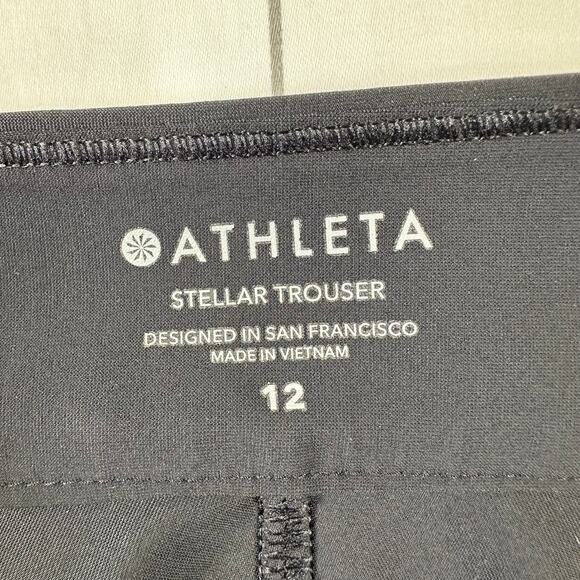 ATHLETA
STELLAR TROUSER
DESIGNED IN SAN FRANCISCO
MADE IN VIETNAM
12